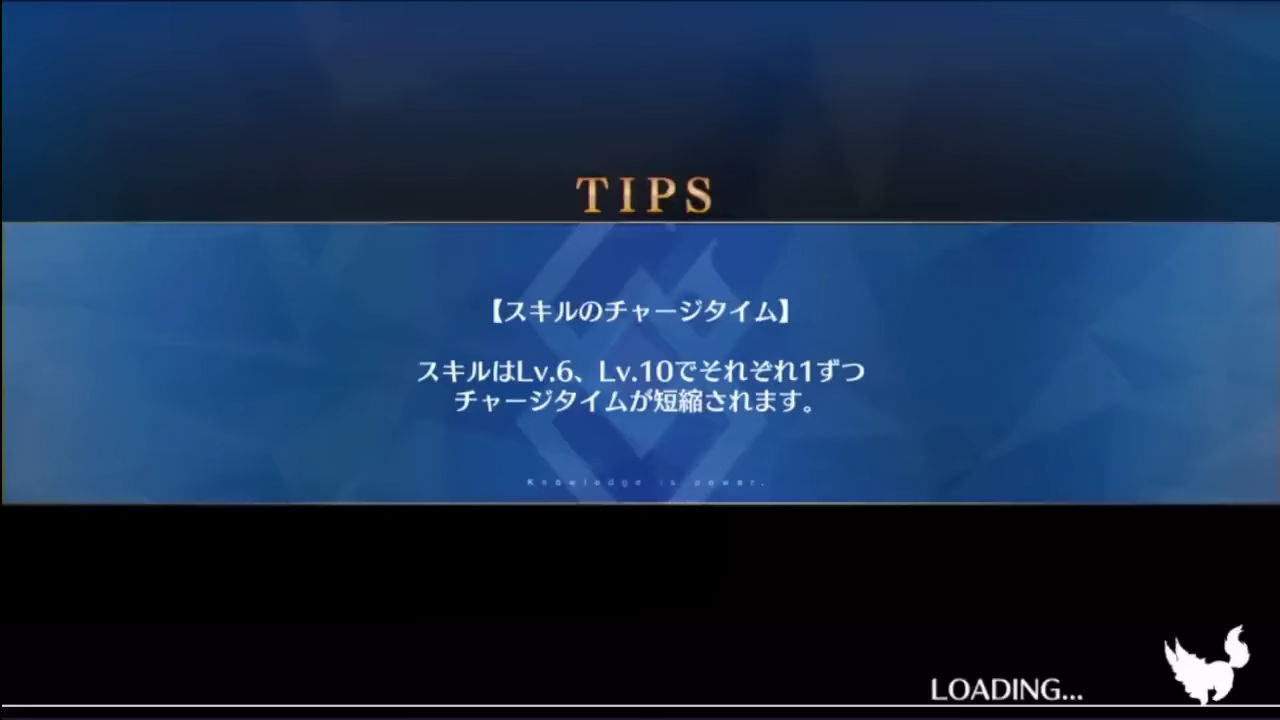 TIPS
【スキルのチャージタイム】
スキルはLv.6、Lv.10でそれぞれ1ずつ
チャージタイムが短縮されます。
Knowledge is power.
LOADING...